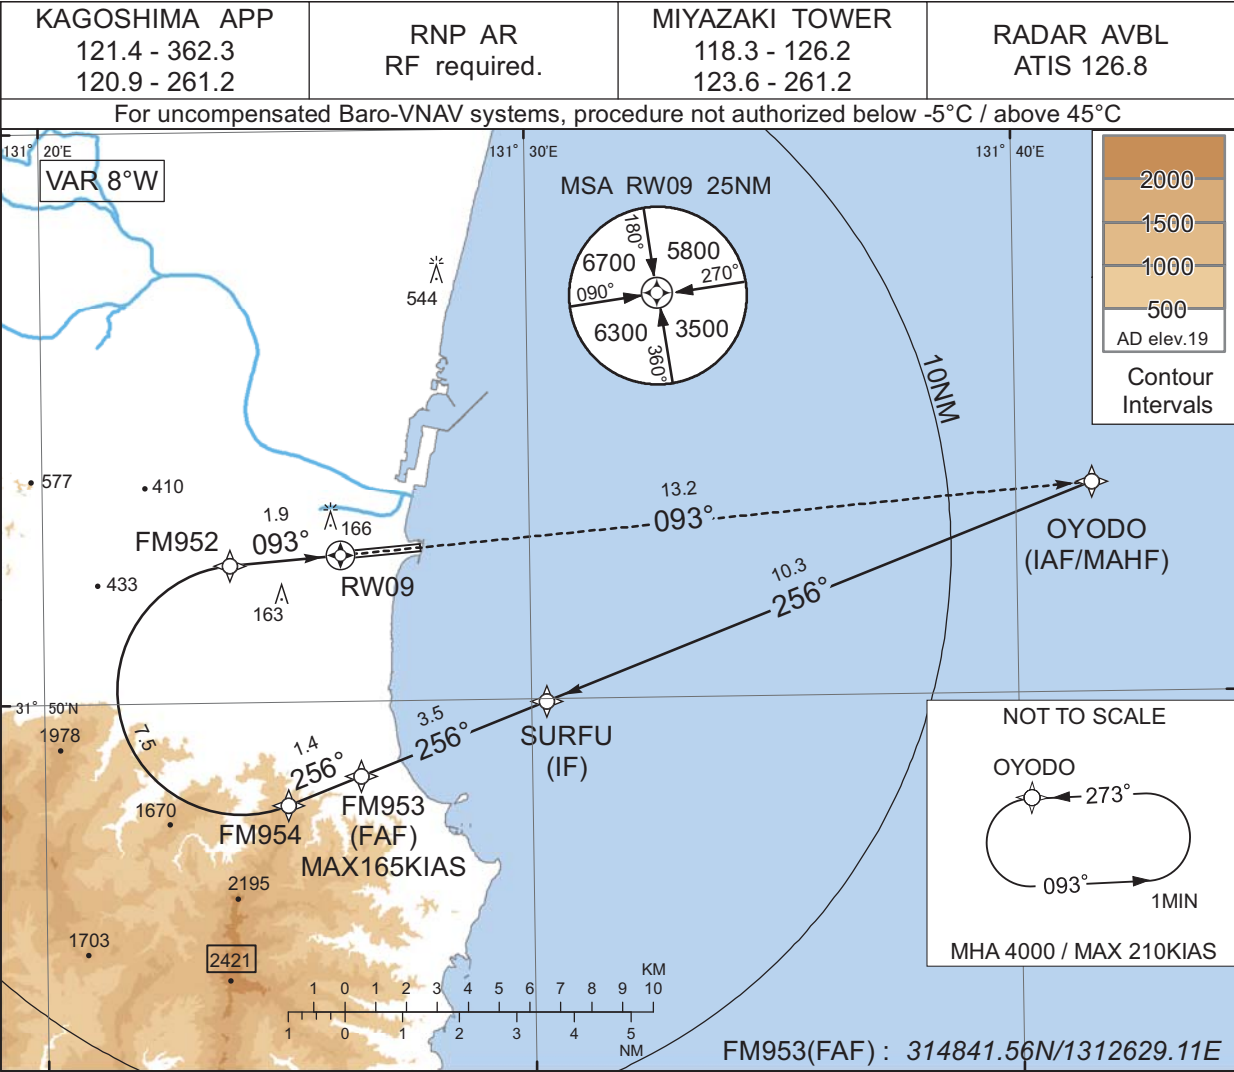 KAGOSHIMA APP
121.4 - 362.3
120.9 - 261.2
RNP AR
RF required.
MIYAZAKI TOWER
118.3 - 126.2
123.6 - 261.2
RADAR AVBL
ATIS 126.8
For uncompensated Baro-VNAV systems, procedure not authorized below -5°C / above 45°C
131° 20'E
131° 30'E
131° 40'E
VAR 8°W
MSA RW09 25NM
180°
6700
5800
270°
090°
6300
3500
360°
2000
1500
1000
500
AD elev.19
Contour
Intervals
544
10NM
577
410
13.2
093°
1.9
093°
166
FM952
RW09
OYODO
(IAF/MAHF)
433
163
10.3
256°
31° 50'N
1978
7.5
3.5
256°
SURFU
(IF)
1.4
256°
FM953
(FAF)
MAX165KIAS
FM954
1670
2195
1703
2421
NOT TO SCALE
OYODO
273°
093°
1MIN
MHA 4000 / MAX 210KIAS
KM
1 0 1 2 3 4 5 6 7 8 9 10
1 0 1 2 3 4 5
NM
FM953(FAF) : 314841.56N/1312629.11E